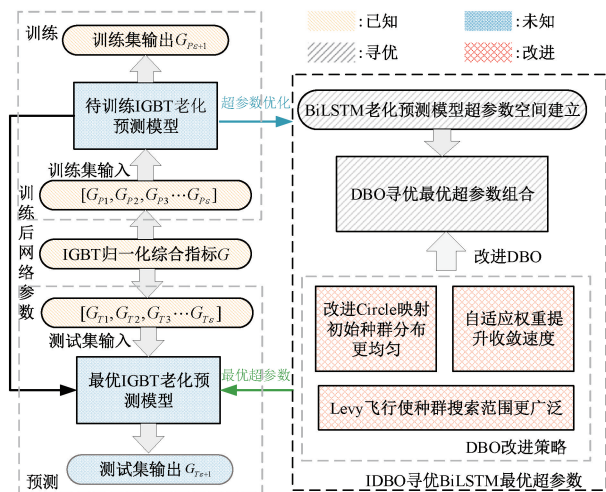 训练
训练集输出G_{Pε+1}
:已知
:未知
:寻优
:改进
待训练IGBT老化
预测模型
超参数优化
BiLSTM老化预测模型超参数空间建立
训练集输入
[G_{P1},G_{P2},G_{P3}⋯G_{Pε}]
DBO寻优最优超参数组合
训练后网络参数
IGBT归一化综合指标G
改进DBO
[G_{T1},G_{T2},G_{T3}⋯G_{Tε}]
测试集输入
改进Circle映射
初始种群分布
更均匀
自适应权重提
升收敛速度
最优IGBT老化预
测模型
最优超参数
Levy飞行使种群搜索范围更广泛
DBO改进策略
预测
测试集输出G_{Tε+1}
IDBO寻优BiLSTM最优超参数